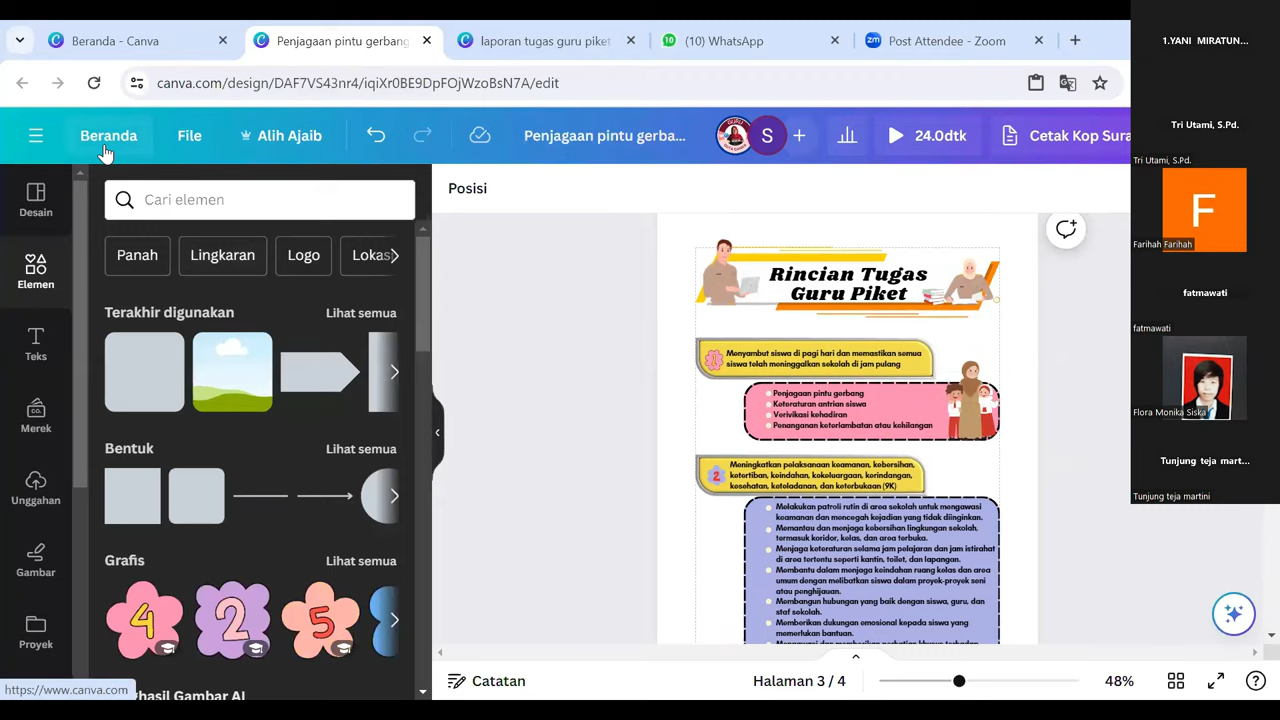 Beranda - Canva
Penjagaan pintu gerbang
laporan tugas guru piket
(10) WhatsApp
Post Attendee - Zoom
canva.com/design/DAF7VS43nr4/iqiXr0BE9DpFOjWzoBsN7A/edit
Beranda
File
Alih Ajaib
Penjagaan pintu gerba...
S
24.0dtk
Cetak Kop Sura
Posisi
Desain
Elemen
Teks
Merek
Unggahan
Gambar
Proyek
Cari elemen
Panah
Lingkaran
Logo
Lokas
Terakhir digunakan
Lihat semua
Bentuk
Lihat semua
Grafis
Lihat semua
4
2
5
hasil Gambar AI
https://www.canva.com
Rincian Tugas
Guru Piket
1
Menyambut siswa di pagi hari dan memastikan semua
siswa telah meninggalkan sekolah di jam pulang
Penjagaan pintu gerbang
Keteraturan antrian siswa
Verivikasi kehadiran
Penanganan keterlambatan atau kehilangan
2
Meningkatkan pelaksanaan keamanan, kebersihan,
ketertiban, keindahan, kekeluargaan, kerindangan,
kesehatan, keteladanan, dan keterbukaan (9K)
Melakukan patroli rutin di area sekolah untuk mengawasi
keamanan dan mencegah kejadian yang tidak diinginkan.
Memantau dan menjaga kebersihan lingkungan sekolah,
termasuk koridor, kelas, dan area terbuka.
Menjaga keteraturan selama jam pelajaran dan jam istirahat
di area tertentu seperti kantin, toilet, dan lapangan.
Membantu dalam menjaga keindahan ruang kelas dan area
umum dengan melibatkan siswa dalam proyek-proyek seni
atau penghijauan.
Membangun hubungan yang baik dengan siswa, guru, dan
staf sekolah.
Memberikan dukungan emosional kepada siswa yang
memerlukan bantuan.
Catatan
Halaman 3 / 4
48%
1.YANI MIRATUN...
Tri Utami, S.Pd.
Tri Utami, S.Pd.
F
Farihah Farihah
fatmawati
fatmawati
Flora Monika Siska
Tunjung teja mart...
Tunjung teja martini